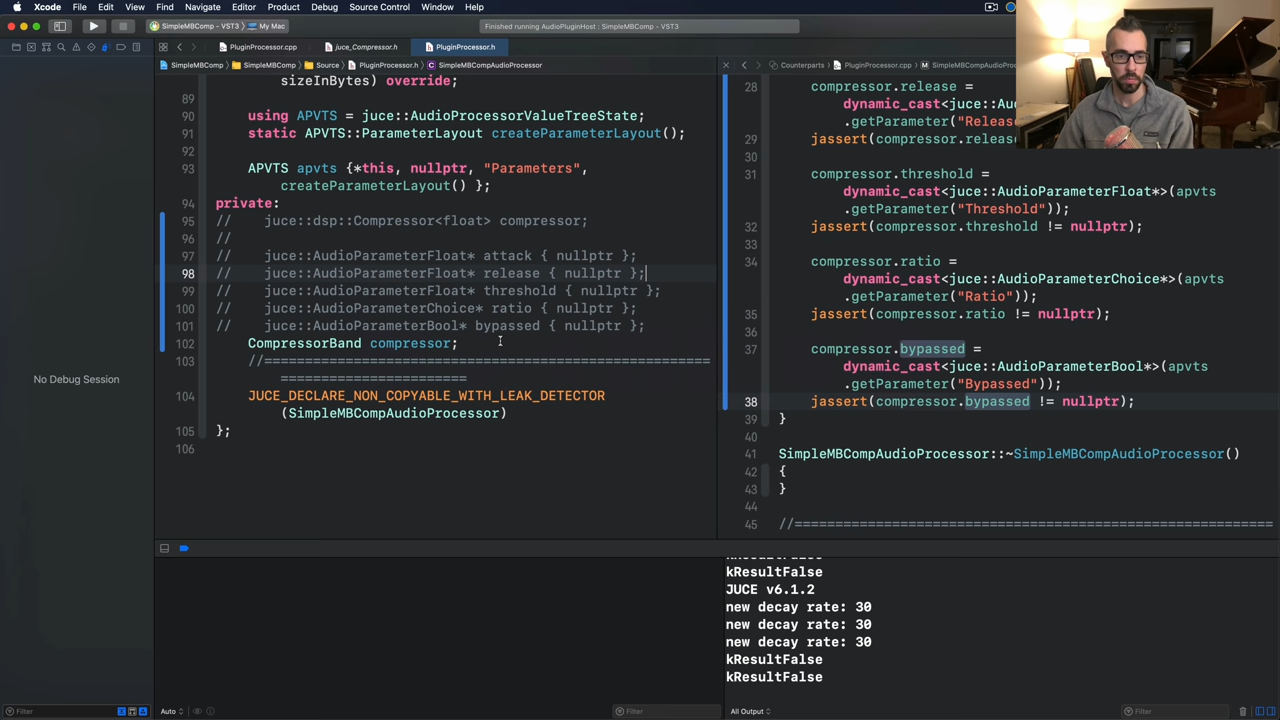 Xcode File Edit View Find Navigate Editor Product Debug Source Control Window Help
SimpleMBComp - VST3 My Mac
Finished running AudioPluginHost : SimpleMBComp - VST3
PluginProcessor.cpp juce_Compressor.h PluginProcessor.h
SimpleMBComp SimpleMBComp Source PluginProcessor.h SimpleMBCompAudioProcessor
sizeInBytes) override;
89
90 using APVTS = juce::AudioProcessorValueTreeState;
91 static APVTS::ParameterLayout createParameterLayout();
92
93 APVTS apvts {*this, nullptr, "Parameters",
createParameterLayout() };
94 private:
95 // juce::dsp::Compressor<float> compressor;
96 //
97 // juce::AudioParameterFloat* attack { nullptr };
98 // juce::AudioParameterFloat* release { nullptr };
99 // juce::AudioParameterFloat* threshold { nullptr };
100 // juce::AudioParameterChoice* ratio { nullptr };
101 // juce::AudioParameterBool* bypassed { nullptr };
102 CompressorBand compressor;
103 //=======================================================
=======================
104 JUCE_DECLARE_NON_COPYABLE_WITH_LEAK_DETECTOR
(SimpleMBCompAudioProcessor)
105 };
106
No Debug Session
Counterparts PluginProcessor.cpp
28 compressor.release =
dynamic_cast<juce::
.getParameter("Releas
29 jassert(compressor.releas
30
31 compressor.threshold =
dynamic_cast<juce::AudioParameterFloat*>(apvts
.getParameter("Threshold"));
32 jassert(compressor.threshold != nullptr);
33
34 compressor.ratio =
dynamic_cast<juce::AudioParameterChoice*>(apvts
.getParameter("Ratio"));
35 jassert(compressor.ratio != nullptr);
36
37 compressor.bypassed =
dynamic_cast<juce::AudioParameterBool*>(apvts
.getParameter("Bypassed"));
38 jassert(compressor.bypassed != nullptr);
39 }
40
41 SimpleMBCompAudioProcessor::~SimpleMBCompAudioProcessor()
42 {
43 }
44
45 //============================================================
kResultFalse
kResultFalse
JUCE v6.1.2
new decay rate: 30
new decay rate: 30
new decay rate: 30
kResultFalse
kResultFalse
Filter Auto Filter All Output Filter